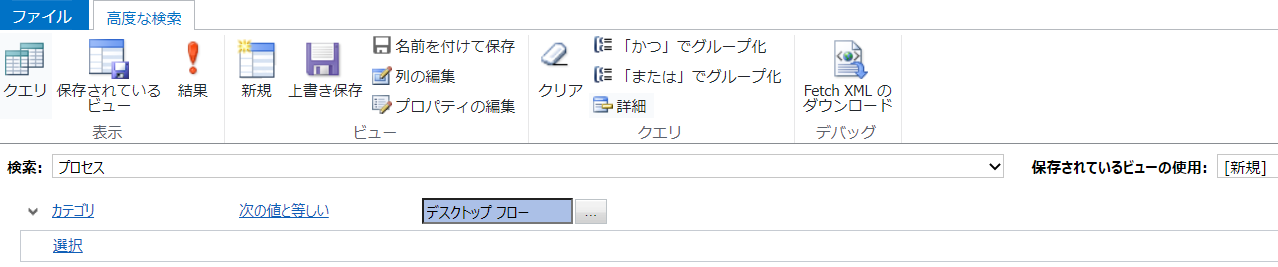 ファイル
高度な検索
クエリ
保存されている
ビュー
結果
表示
新規
上書き保存
名前を付けて保存
列の編集
プロパティの編集
ビュー
クリア
「かつ」でグループ化
「または」でグループ化
詳細
クエリ
Fetch XML の
ダウンロード
デバッグ
検索: プロセス
保存されているビューの使用: [新規]
カテゴリ 次の値と等しい デスクトップ フロー ...
選択